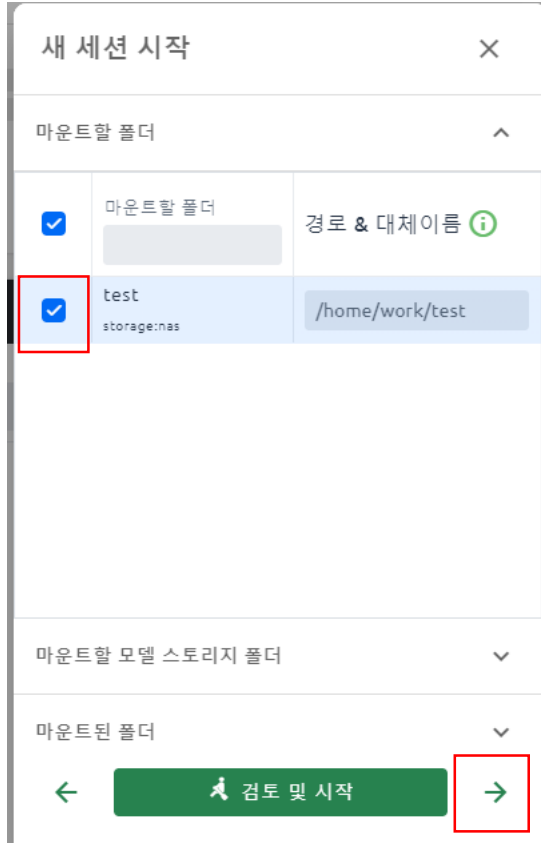 새 세션 시작
마운트할 폴더
마운트할 폴더
경로 & 대체이름
test
storage:nas
/home/work/test
마운트할 모델 스토리지 폴더
마운트된 폴더
검토 및 시작